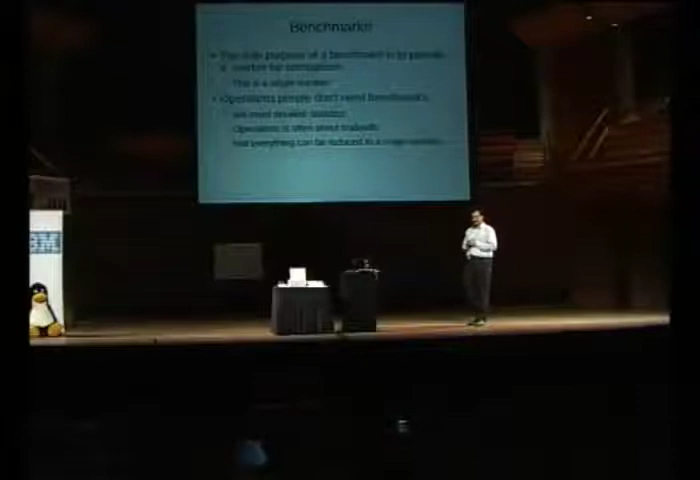 Benchmarks
• The sole purpose of a benchmark is to provide
a number for comparison
This is a single number
• Operations people don't need benchmarks
Operations is often about tradeoffs
Not everything can be reduced to a single number
IBM